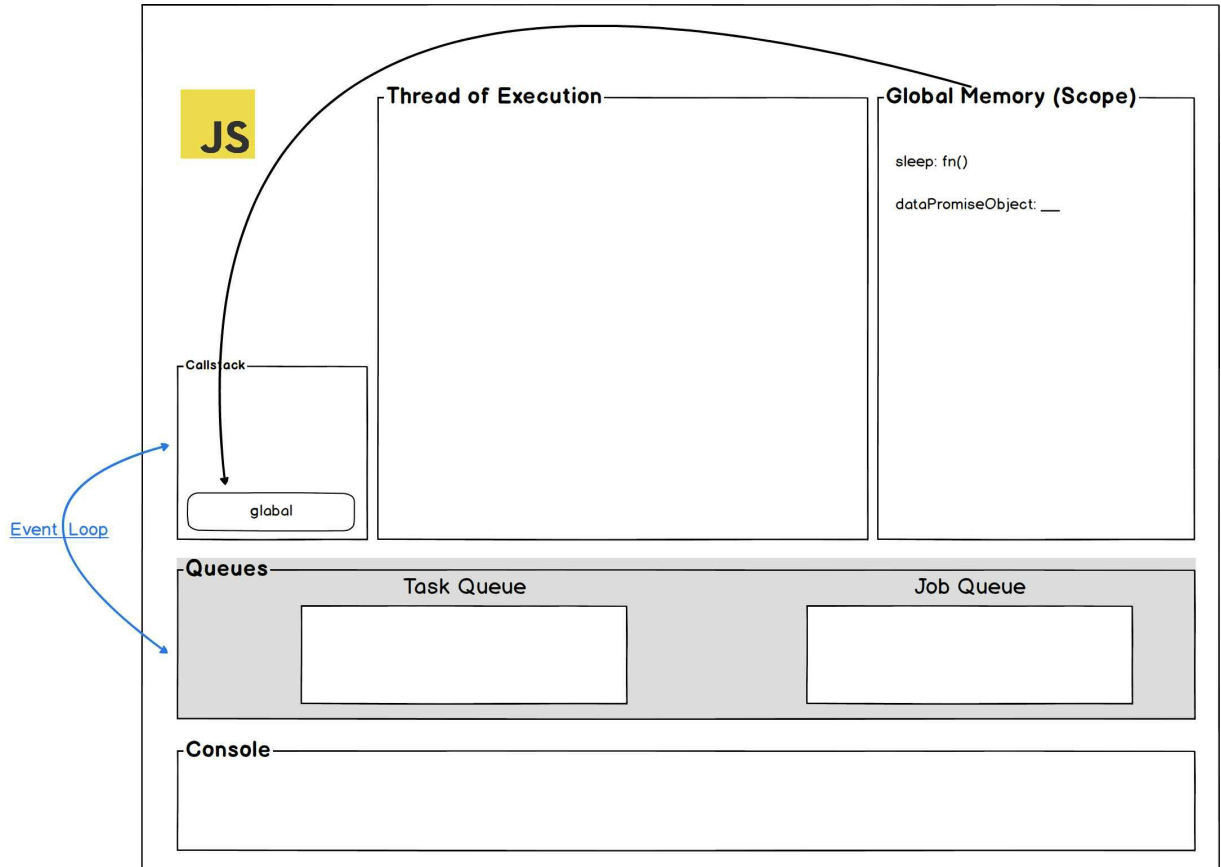 Thread of Execution
Global Memory (Scope)
JS
sleep: fn()
dataPromiseObject: __
Callstack
glabal
Event Loop
Queues
Task Queue
Job Queue
Console